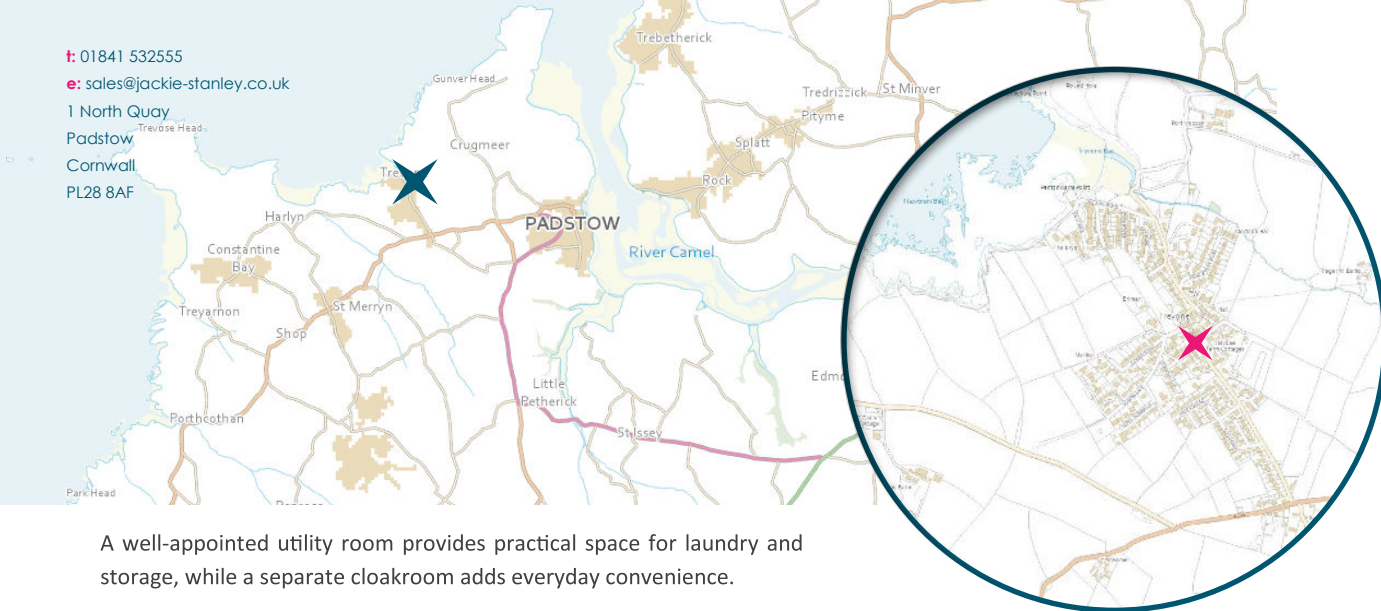 t: 01841 532555
e: sales@jackie-stanley.co.uk
1 North Quay
Padstow
Cornwall
PL28 8AF
Trevose Head
Gunver Head
Crugmeer
Tre
Harlyn
Constantine
Bay
Treyarnon
Shop
St Merryn
Porthcothan
Park Head
PADSTOW
River Camel
Trebetherick
Tredrizzick
St Minver
Pityme
Splatt
Rock
Little
Petherick
St Issey
Edmo
Trevone
A well-appointed utility room provides practical space for laundry and
storage, while a separate cloakroom adds everyday convenience.